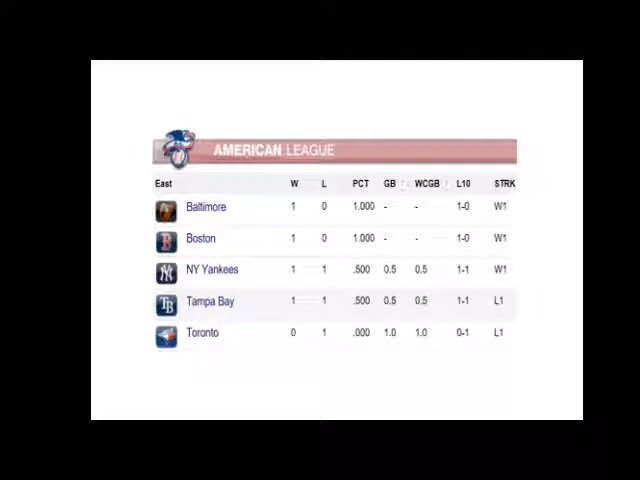 AMERICAN LEAGUE
East W L PCT GB WCGB L10 STRK
Baltimore 1 0 1.000 - - 1-0 W1
Boston 1 0 1.000 - - 1-0 W1
NY Yankees 1 1 .500 0.5 0.5 1-1 W1
TB Tampa Bay 1 1 .500 0.5 0.5 1-1 L1
Toronto 0 1 .000 1.0 1.0 0-1 L1